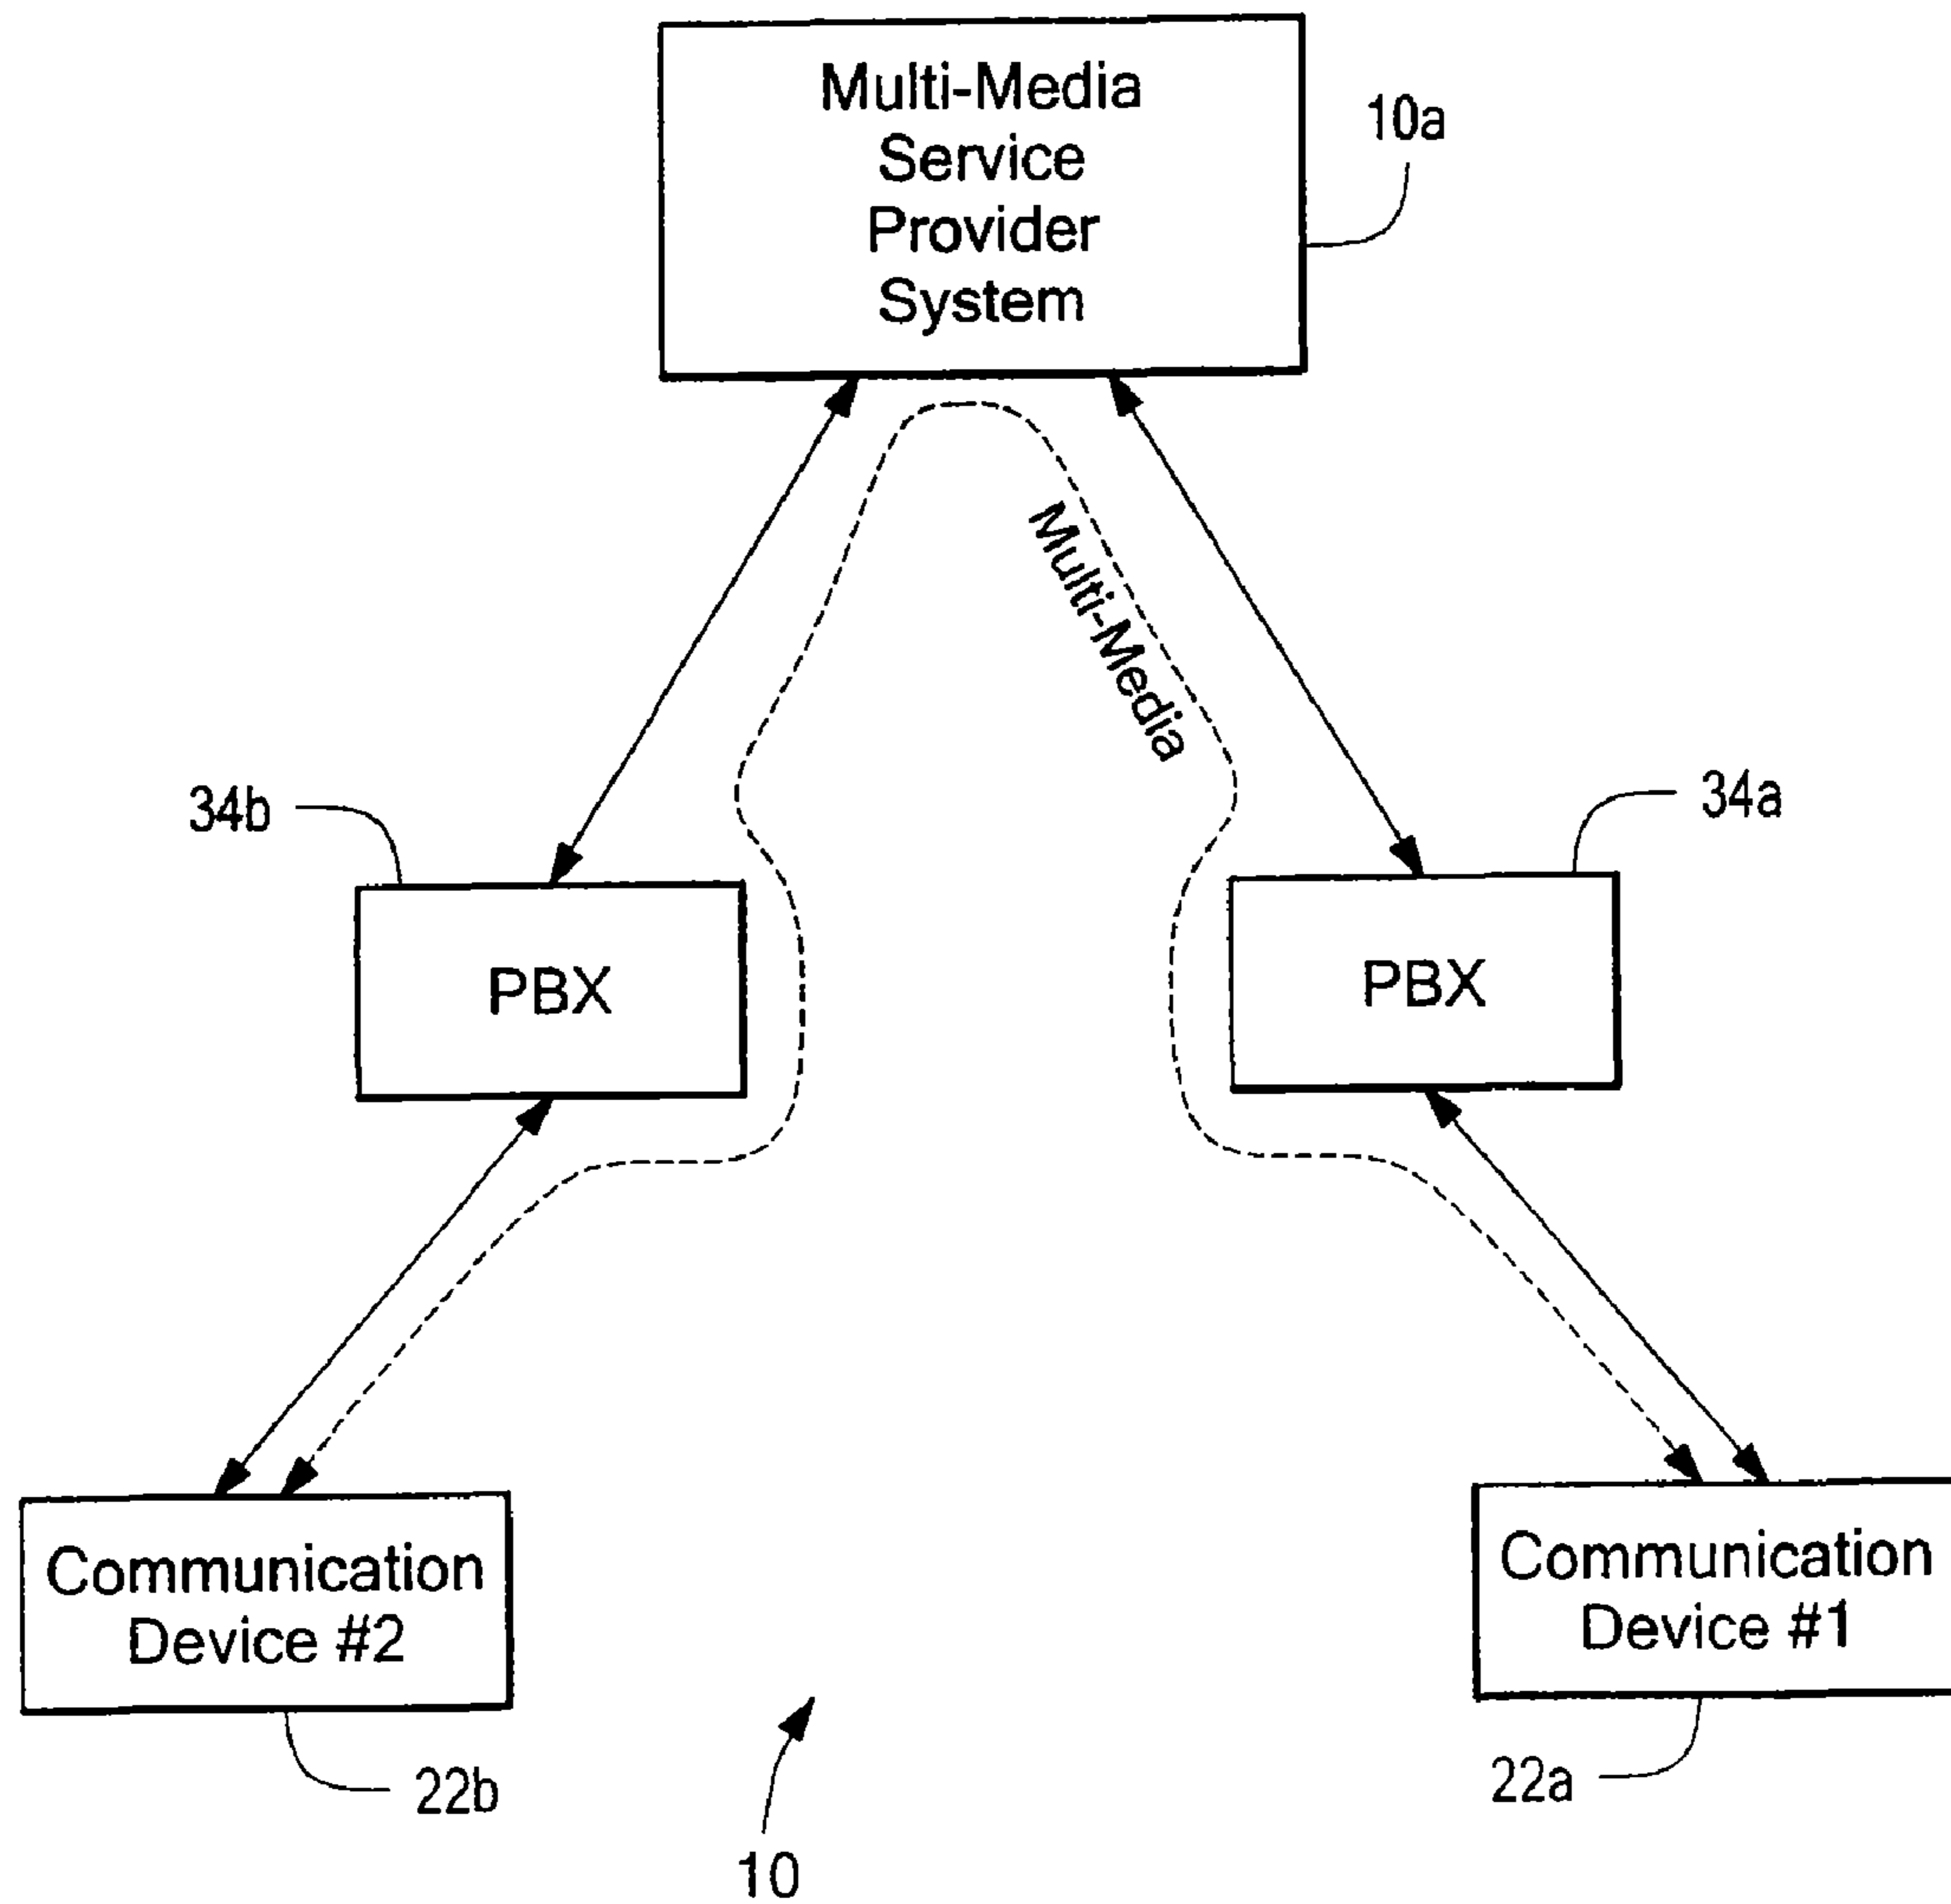 Multi-Media
Service
Provider
System
10a
Multi-Media
34b
34a
PBX
PBX
Communication
Device #2
Communication
Device #1
22b
22a
10